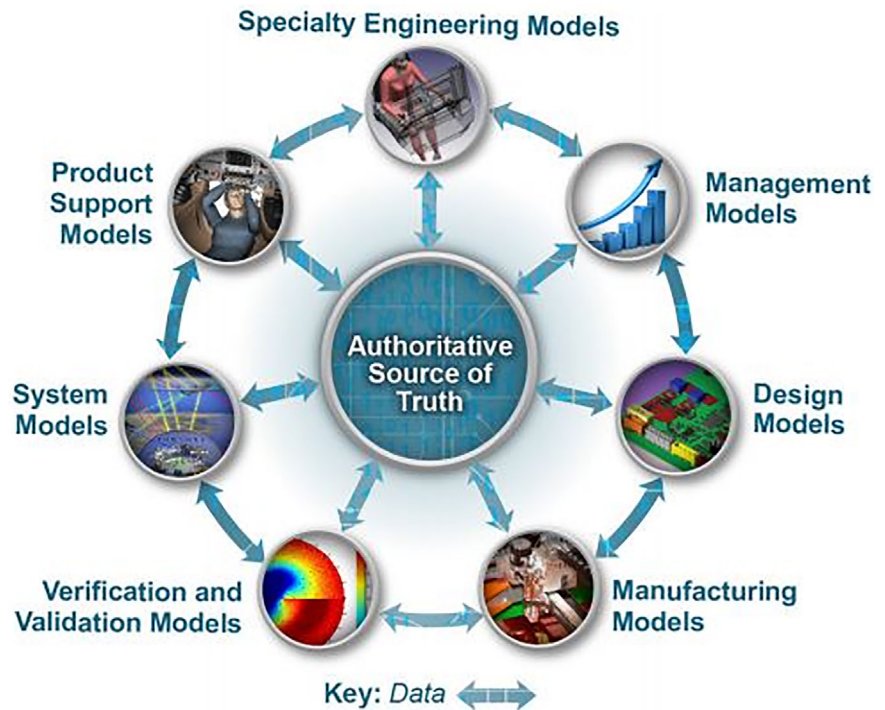 Specialty Engineering Models
Product
Support
Models
Management
Models
Authoritative
Source of
Truth
System
Models
Design
Models
Verification and
Validation Models
Manufacturing
Models
Key: Data